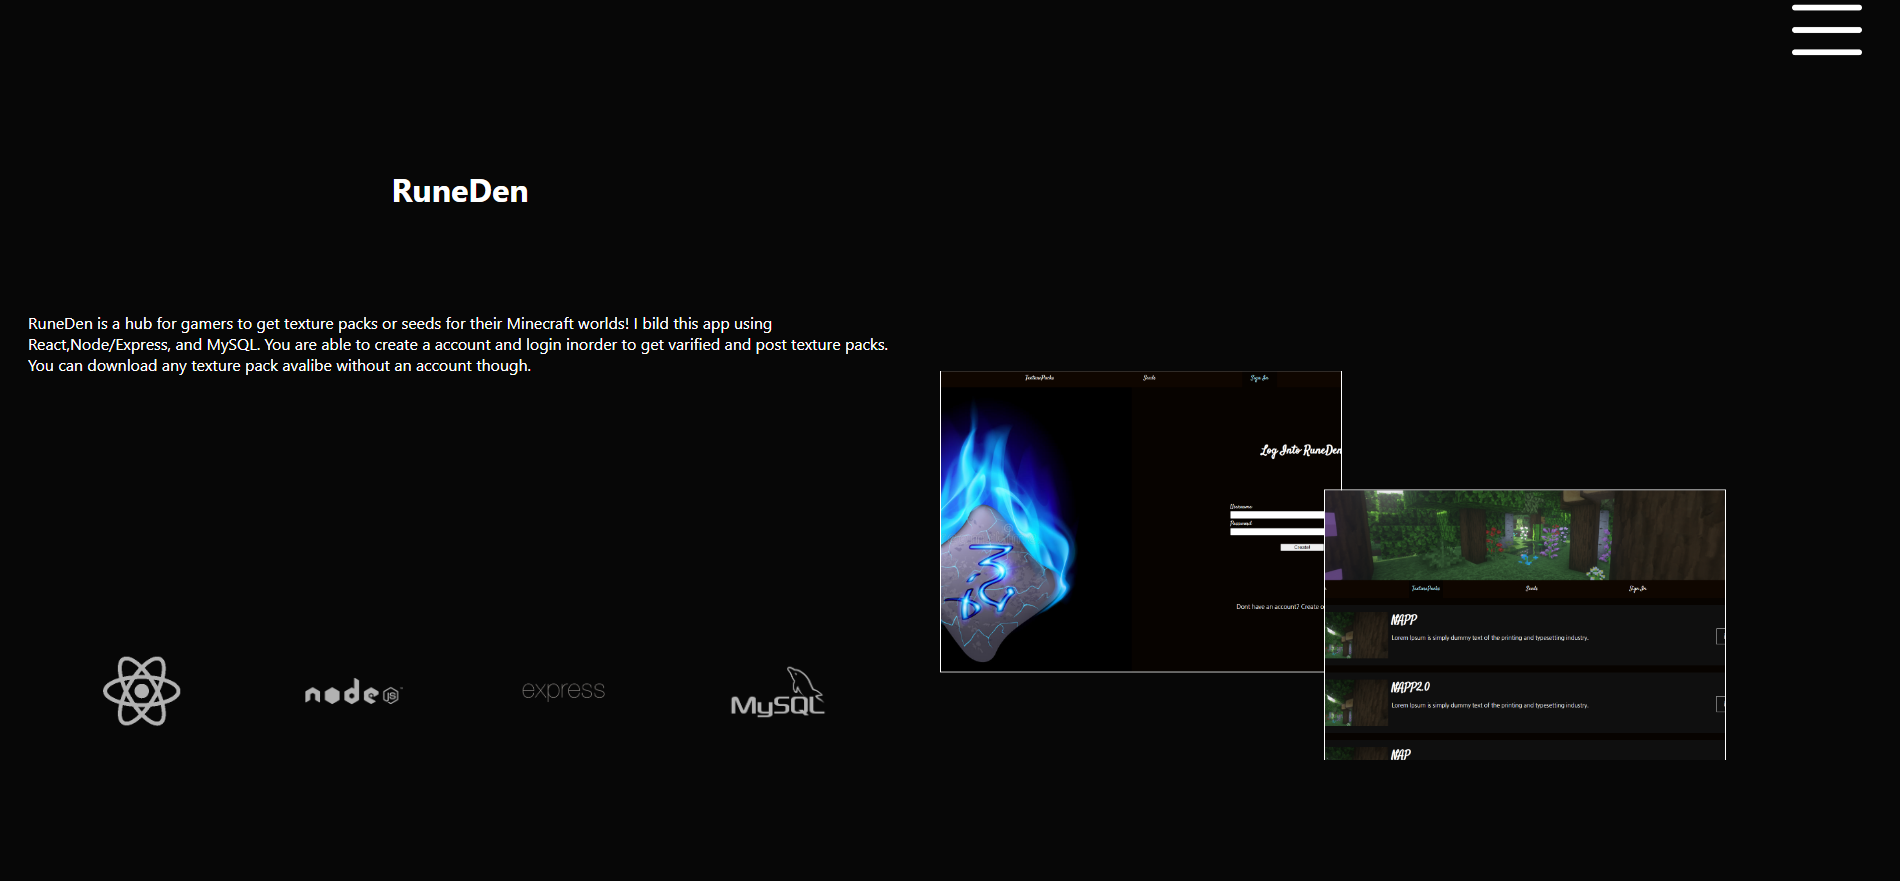 RuneDen
RuneDen is a hub for gamers to get texture packs or seeds for their Minecraft worlds! I bild this app using
React,Node/Express, and MySQL. You are able to create a account and login inorder to get varified and post texture packs.
You can download any texture pack avalibe without an account though.
node JS
express
MySQL
TexturePacks Seeds Sign In
Log Into RuneDen
Username
Password
Create!
Dont have an account? Create
TexturePacks Seeds Sign In
NAPP
Lorem Ipsum is simply dummy text of the printing and typesetting industry.
NAPP2.0
Lorem Ipsum is simply dummy text of the printing and typesetting industry.
NAP